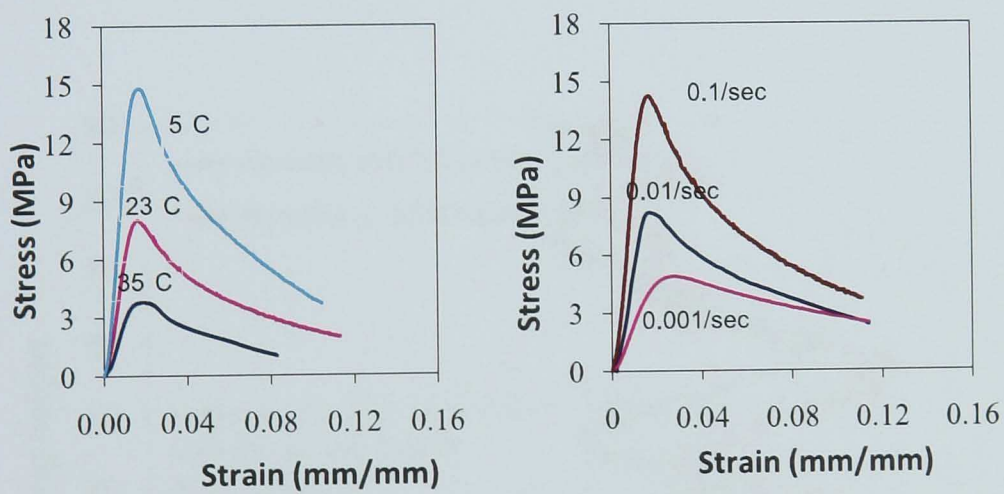 18
15
12
9
6
3
0
Stress (MPa)
5 C
23 C
35 C
0.00 0.04 0.08 0.12 0.16
Strain (mm/mm)
18
15
12
9
6
3
0
Stress (MPa)
0.1/sec
0.01/sec
0.001/sec
0 0.04 0.08 0.12 0.16
Strain (mm/mm)